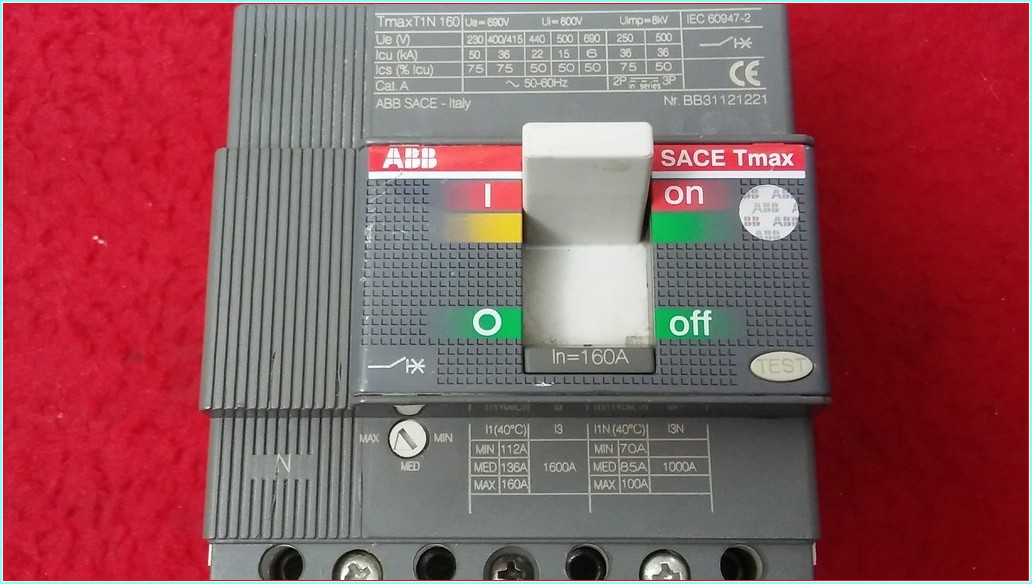 TmaxT1N 160 Ue=690V Ui=800V Uimp=8kV IEC 60947-2
Ue (V) 230 400/415 440 500 690 250 500
Icu (kA) 50 36 22 15 6 36 36
Ics (% Icu) 75 75 50 50 50 75 50
Cat. A ~ 50-60Hz 2P in series 3P
CE
ABB SACE - Italy Nr. BB31121221
ABB SACE Tmax
I on
ABB
O off
In=160A TEST
I1(40°C) I3 I1N(40°C) I3N
MAX MIN
MED
MIN 112A MIN 70A
MED 136A 1600A MED 85A 1000A
MAX 160A MAX 100A
N